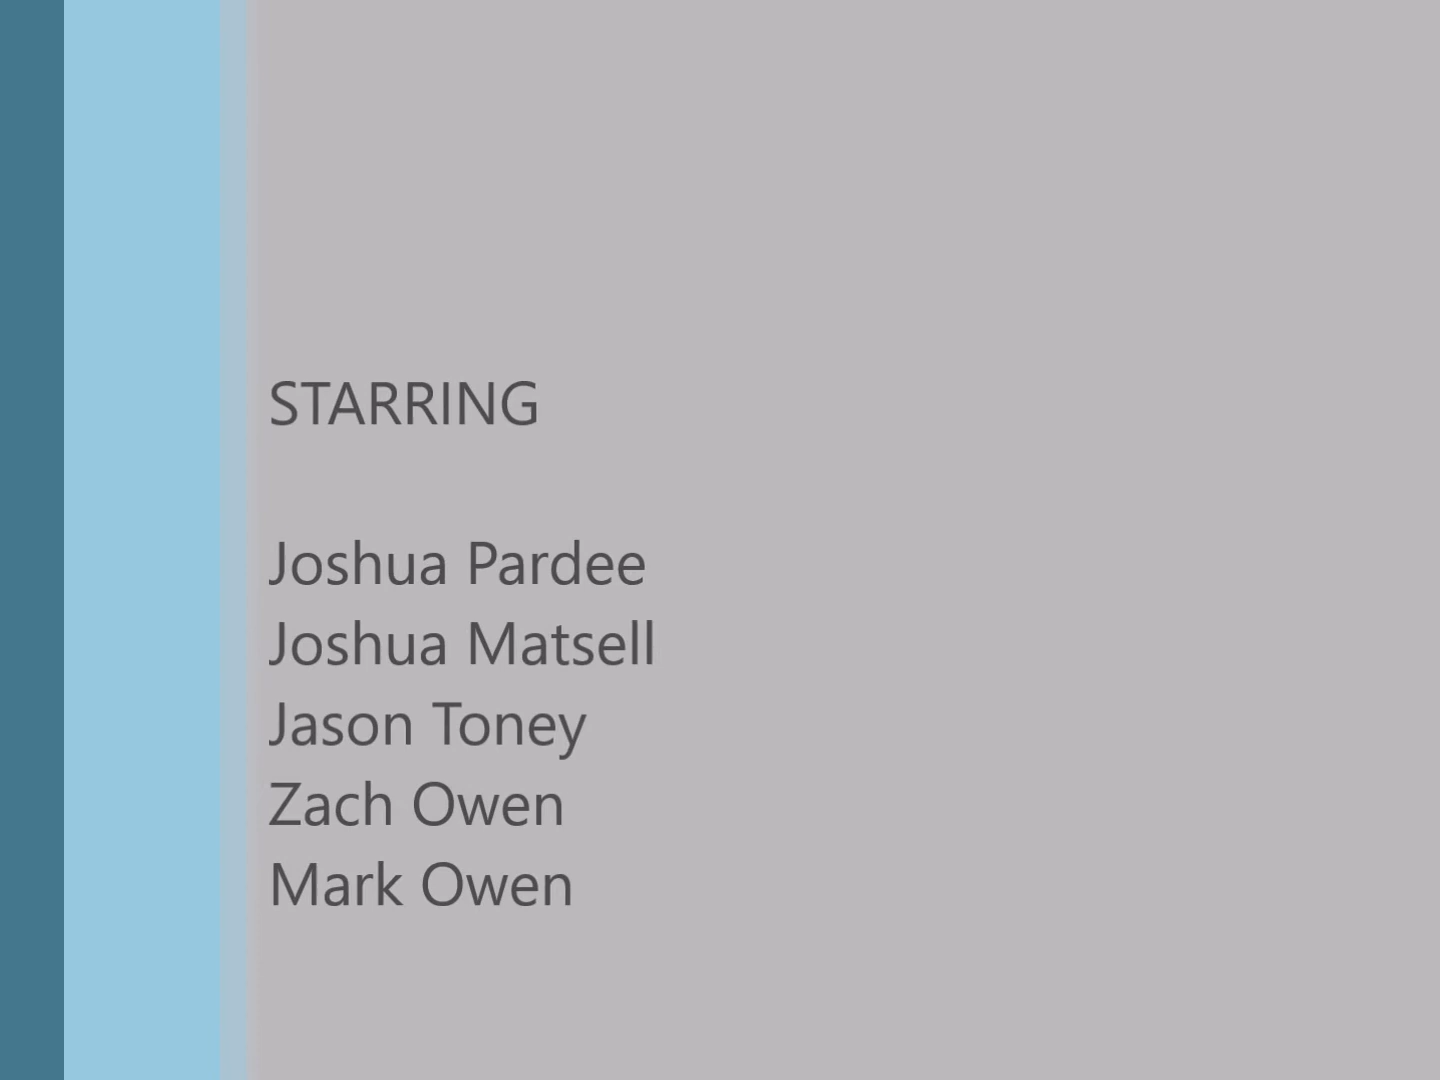 STARRING
Joshua Pardee
Joshua Matsell
Jason Toney
Zach Owen
Mark Owen